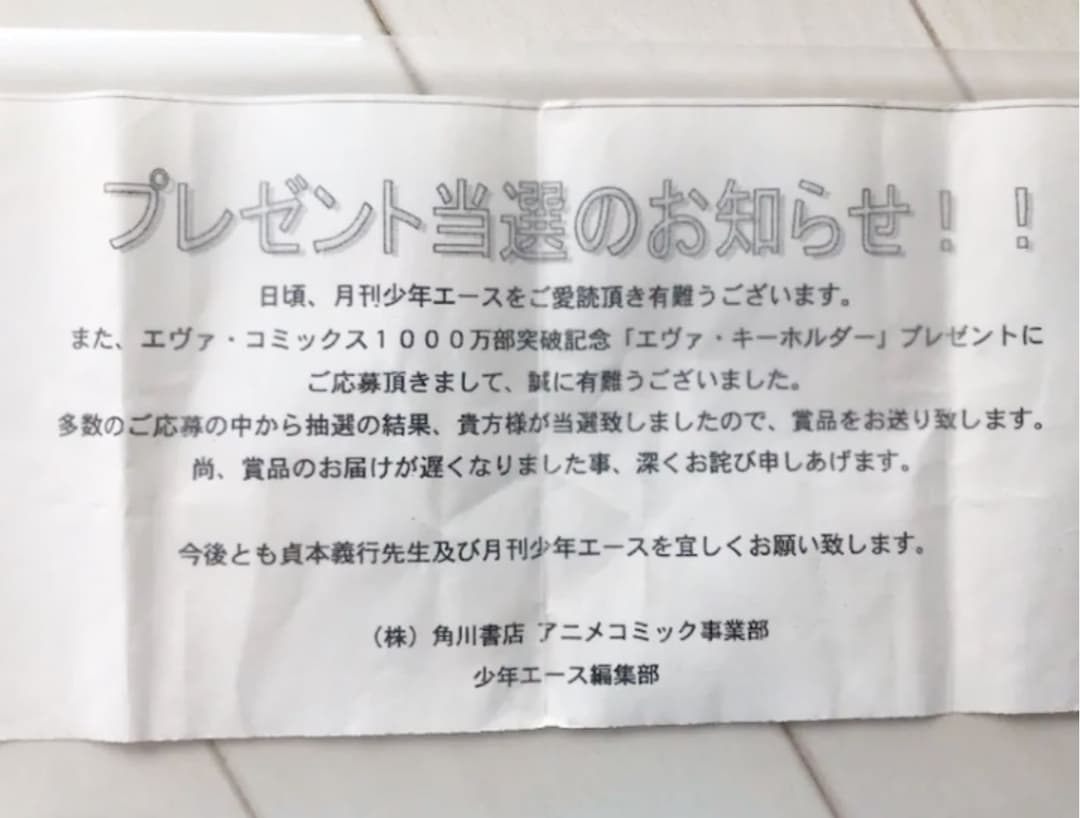 プレゼント当選のお知らせ！！
日頃、月刊少年エースをご愛読頂き有難うございます。
また、エヴァ・コミックス１０００万部突破記念「エヴァ・キーホルダー」プレゼントに
ご応募頂きまして、誠に有難うございました。
多数のご応募の中から抽選の結果、貴方様が当選致しましたので、賞品をお送り致します。
尚、賞品のお届けが遅くなりました事、深くお詫び申しあげます。
今後とも貞本義行先生及び月刊少年エースを宜しくお願い致します。
（株）角川書店 アニメコミック事業部
少年エース編集部